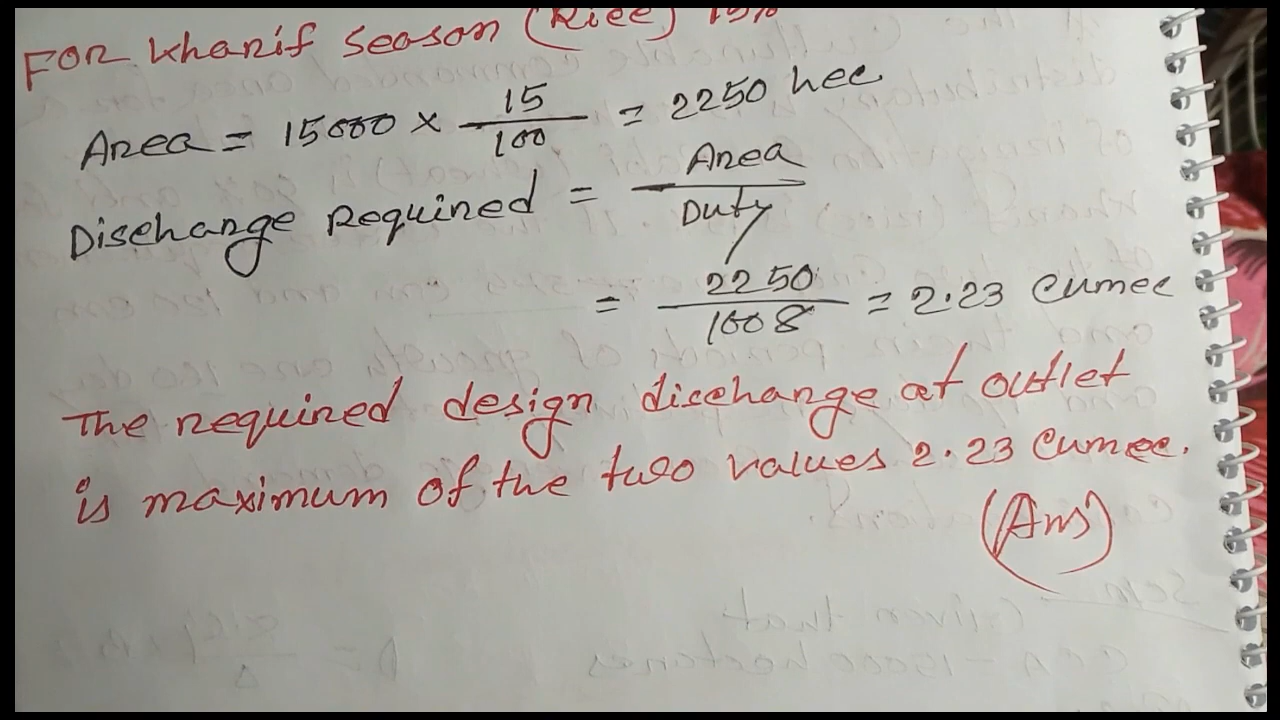 FOR Kharif Season (Rice) 15%
Area = 15000 × 15/100 = 2250 hec
Discharge Required = Area/Duty
= 2250/1008 = 2.23 Cumec
The required design discharge at outlet
is maximum of the two values 2.23 Cumec.
(Ans)